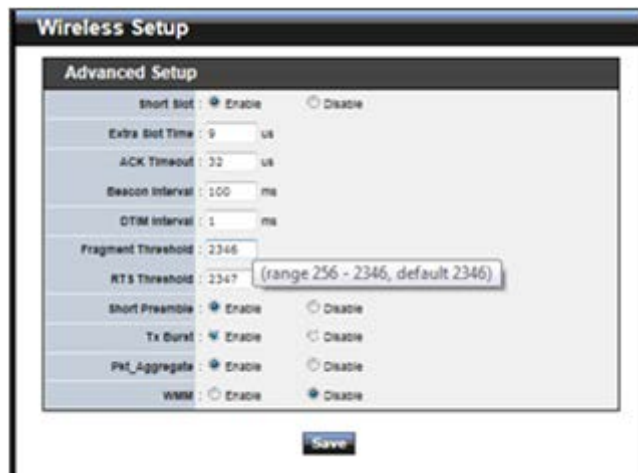 Wireless Setup
Advanced Setup
Short Slot : Enable Disable
Extra Slot Time : 9 us
ACK Timeout : 32 us
Beacon Interval : 100 ms
DTIM Interval : 1 ms
Fragment Threshold : 2346
RTS Threshold : 2347 (range 256 - 2346, default 2346)
Short Preamble : Enable Disable
Tx Burst : Enable Disable
Pkt_Aggregate : Enable Disable
WMM : Enable Disable
Save